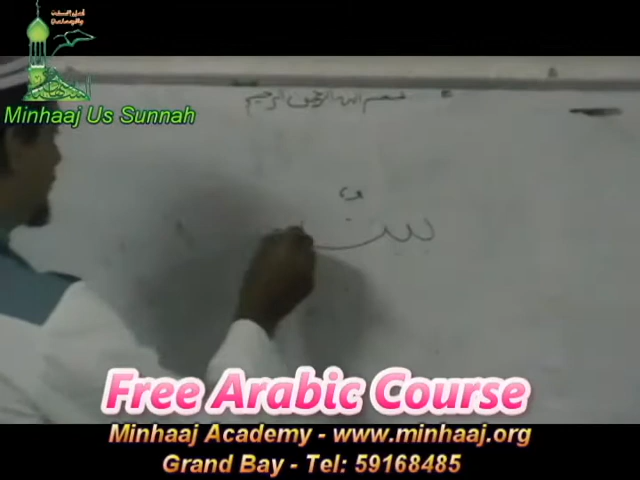 Minhaaj Us Sunnah
بسم الله الرحمن الرحيم
بيتٌ
Free Arabic Course
Minhaaj Academy - www.minhaaj.org
Grand Bay - Tel: 59168485